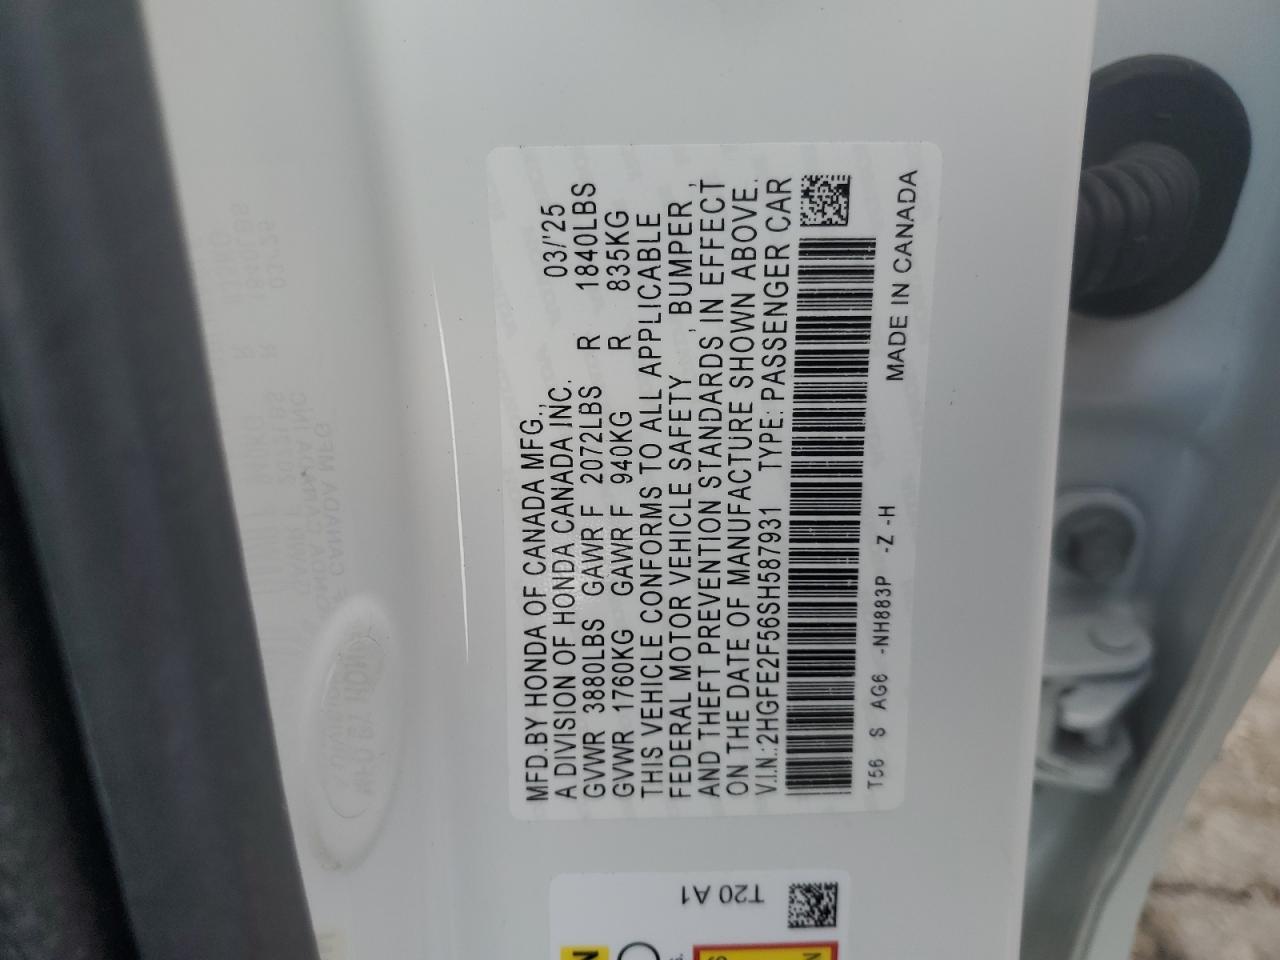 MFD.BY HONDA OF CANADA MFG.,
A DIVISION OF HONDA CANADA INC. 03/'25
GVWR 3880LBS GAWR F 2072LBS R 1840LBS
GVWR 1760KG GAWR F 940KG R 835KG
THIS VEHICLE CONFORMS TO ALL APPLICABLE
FEDERAL MOTOR VEHICLE SAFETY, BUMPER,
AND THEFT PREVENTION STANDARDS IN EFFECT
ON THE DATE OF MANUFACTURE SHOWN ABOVE.
V.I.N.:2HGFE2F56SH587931 TYPE: PASSENGER CAR
T56 S AG6 -NH883P -Z -H MADE IN CANADA
T20 A1